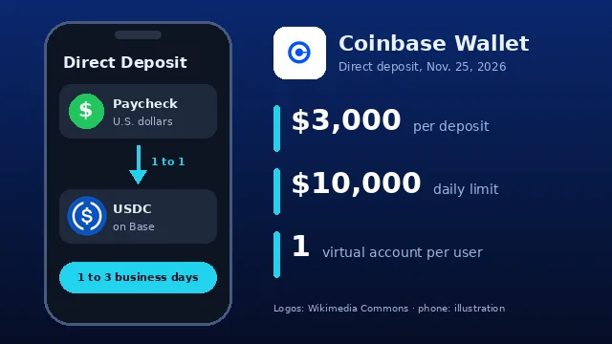 Direct Deposit
$
Paycheck
U.S. dollars
1 to 1
$
USDC
on Base
1 to 3 business days
Coinbase Wallet
Direct deposit, Nov. 25, 2026
$3,000 per deposit
$10,000 daily limit
1 virtual account per user
Logos: Wikimedia Commons · phone: illustration